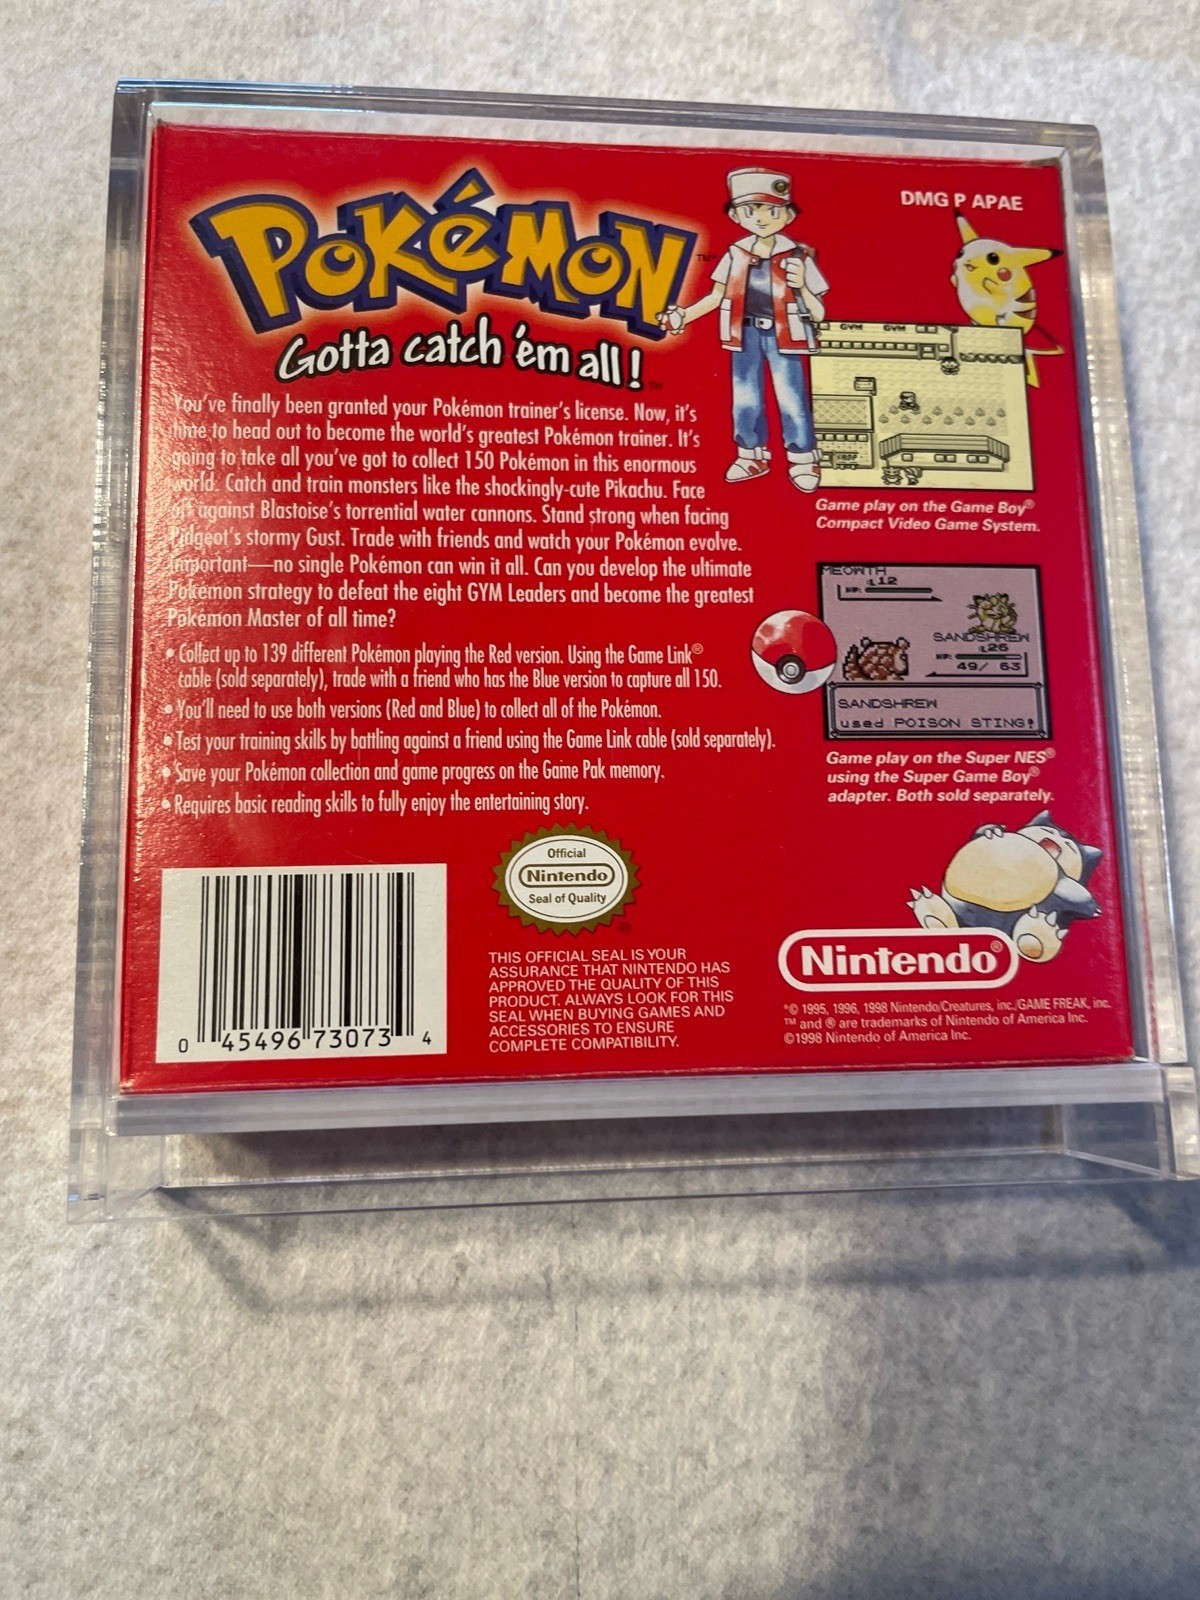 DMG P APAE
POKéMON™
Gotta catch 'em all!™
You've finally been granted your Pokémon trainer's license. Now, it's
time to head out to become the world's greatest Pokémon trainer. It's
going to take all you've got to collect 150 Pokémon in this enormous
world. Catch and train monsters like the shockingly-cute Pikachu. Face
off against Blastoise's torrential water cannons. Stand strong when facing
Pidgeot's stormy Gust. Trade with friends and watch your Pokémon evolve.
Important—no single Pokémon can win it all. Can you develop the ultimate
Pokémon strategy to defeat the eight GYM Leaders and become the greatest
Pokémon Master of all time?
• Collect up to 139 different Pokémon playing the Red version. Using the Game Link®
cable (sold separately), trade with a friend who has the Blue version to capture all 150.
• You'll need to use both versions (Red and Blue) to collect all of the Pokémon.
• Test your training skills by battling against a friend using the Game Link cable (sold separately).
• Save your Pokémon collection and game progress on the Game Pak memory.
• Requires basic reading skills to fully enjoy the entertaining story.
GYM GYM
SHOP
Game play on the Game Boy®
Compact Video Game System.
MEOWTH
:L12
HP:
SANDSHREW
:L26
HP:
49/ 63
SANDSHREW
used POISON STING!
Game play on the Super NES®
using the Super Game Boy®
adapter. Both sold separately.
0 45496 73073 4
Official
Nintendo
Seal of Quality
®
THIS OFFICIAL SEAL IS YOUR
ASSURANCE THAT NINTENDO HAS
APPROVED THE QUALITY OF THIS
PRODUCT. ALWAYS LOOK FOR THIS
SEAL WHEN BUYING GAMES AND
ACCESSORIES TO ENSURE
COMPLETE COMPATIBILITY.
Nintendo®
*© 1995, 1996, 1998 Nintendo/Creatures, inc./GAME FREAK, inc.
™ and ® are trademarks of Nintendo of America Inc.
©1998 Nintendo of America Inc.